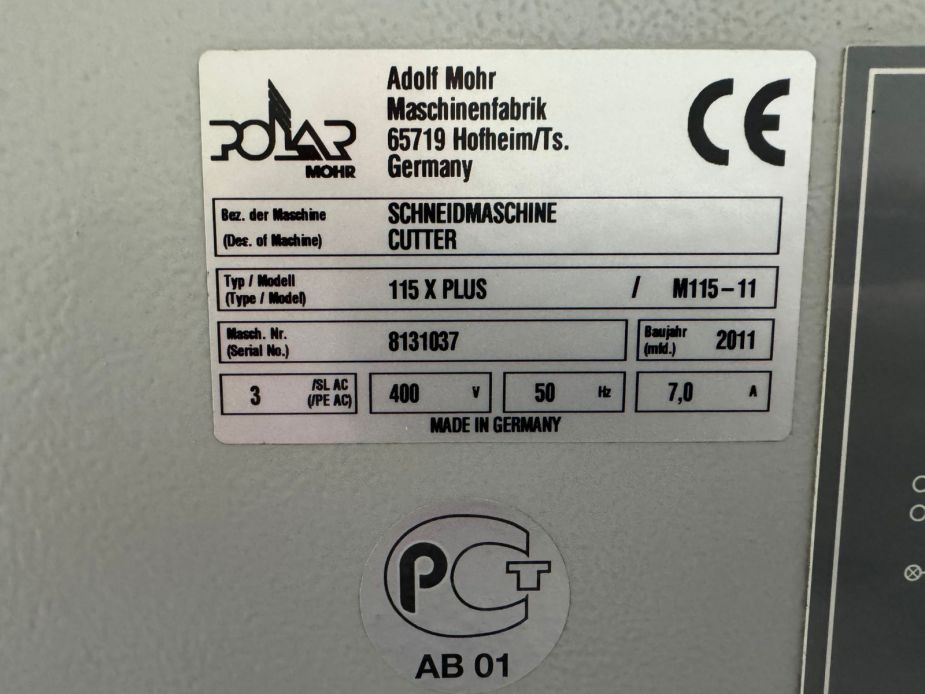 POLAR
MOHR
Adolf Mohr
Maschinenfabrik
65719 Hofheim/Ts.
Germany
CE
Bez. der Maschine
(Des. of Machine)
SCHNEIDMASCHINE
CUTTER
Typ / Modell
(Type / Model)
115 X PLUS / M115-11
Masch. Nr.
(Serial No.)
8131037
Baujahr
(mfd.)
2011
3 /SL AC
(/PE AC)
400 V
50 Hz
7,0 A
MADE IN GERMANY
PCT
AB 01